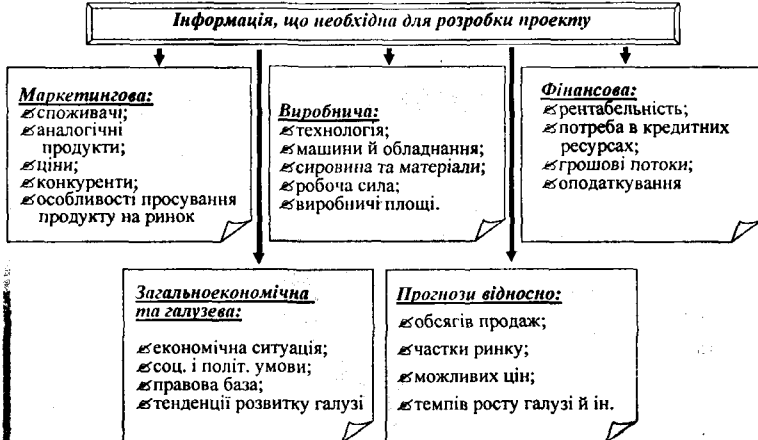 Інформація, що необхідна для розробки проекту
Маркетингова:
споживачі;
аналогічні
продукти;
ціни;
конкуренти;
особливості просування
продукту на ринок
Виробнича:
технологія;
машини й обладнання;
сировина та матеріали;
робоча сила;
виробничі площі.
Фінансова:
рентабельність;
потреба в кредитних
ресурсах;
грошові потоки;
оподаткування
Загальноекономічна
та галузева:
економічна ситуація;
соц. і політ. умови;
правова база;
тенденції розвитку галузі
Прогнози відносно:
обсягів продаж;
частки ринку;
можливих цін;
темпів росту галузі й ін.